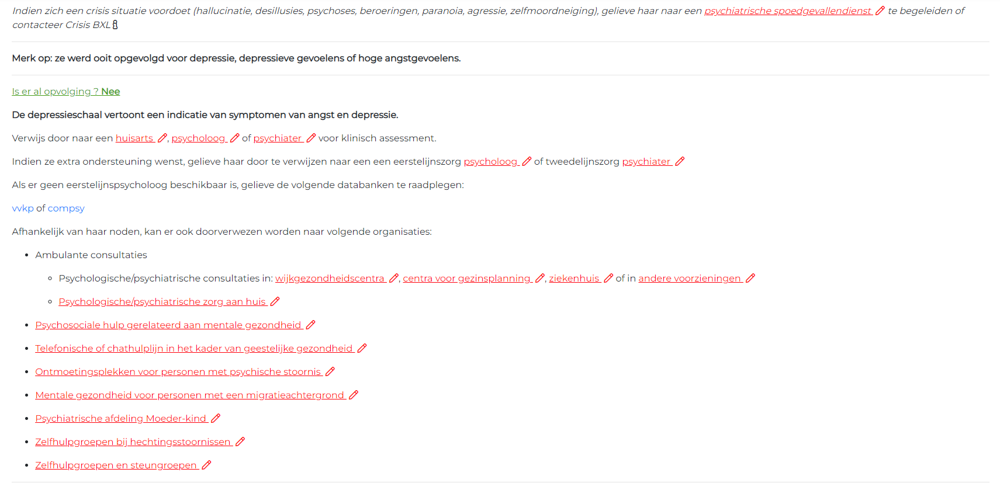 Indien zich een crisis situatie voordoet (hallucinatie, desillusies, psychoses, beroeringen, paranoia, agressie, zelfmoordneiging), gelieve haar naar een psychiatrische spoedgevallendienst te begeleiden of
contacteer Crisis BXL
Merk op: ze werd ooit opgevolgd voor depressie, depressieve gevoelens of hoge angstgevoelens.
Is er al opvolging ? Nee
De depressieschaal vertoont een indicatie van symptomen van angst en depressie.
Verwijs door naar een huisarts , psycholoog of psychiater voor klinisch assessment.
Indien ze extra ondersteuning wenst, gelieve haar door te verwijzen naar een een eerstelijnszorg psycholoog of tweedelijnszorg psychiater
Als er geen eerstelijnspsycholoog beschikbaar is, gelieve de volgende databanken te raadplegen:
vvkp of compsy
Afhankelijk van haar noden, kan er ook doorverwezen worden naar volgende organisaties:
• Ambulante consultaties
◦ Psychologische/psychiatrische consultaties in: wijkgezondheidscentra , centra voor gezinsplanning , ziekenhuis of in andere voorzieningen
◦ Psychologische/psychiatrische zorg aan huis
• Psychosociale hulp gerelateerd aan mentale gezondheid
• Telefonische of chathulplijn in het kader van geestelijke gezondheid
• Ontmoetingsplekken voor personen met psychische stoornis
• Mentale gezondheid voor personen met een migratieachtergrond
• Psychiatrische afdeling Moeder-kind
• Zelfhulpgroepen bij hechtingsstoornissen
• Zelfhulpgroepen en steungroepen